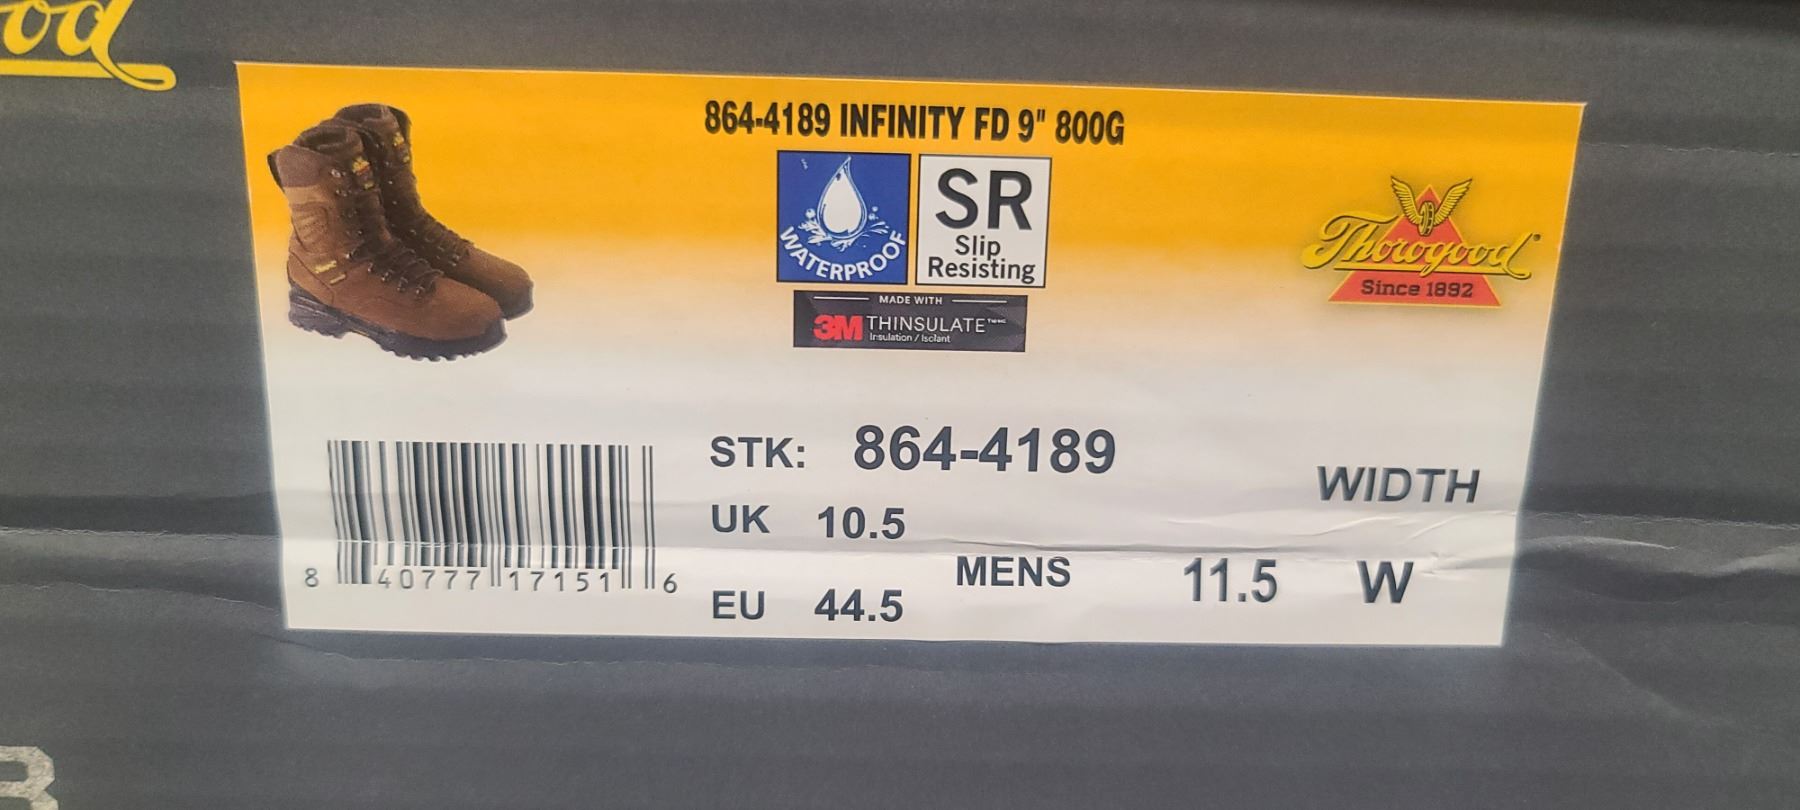 864-4189 INFINITY FD 9" 800G
WATERPROOF
SR
Slip
Resisting
MADE WITH
3M THINSULATE
Insulation / Isolant
Thorogood
Since 1892
STK: 864-4189
WIDTH
UK 10.5
MENS 11.5 W
EU 44.5
8 40777 17151 6